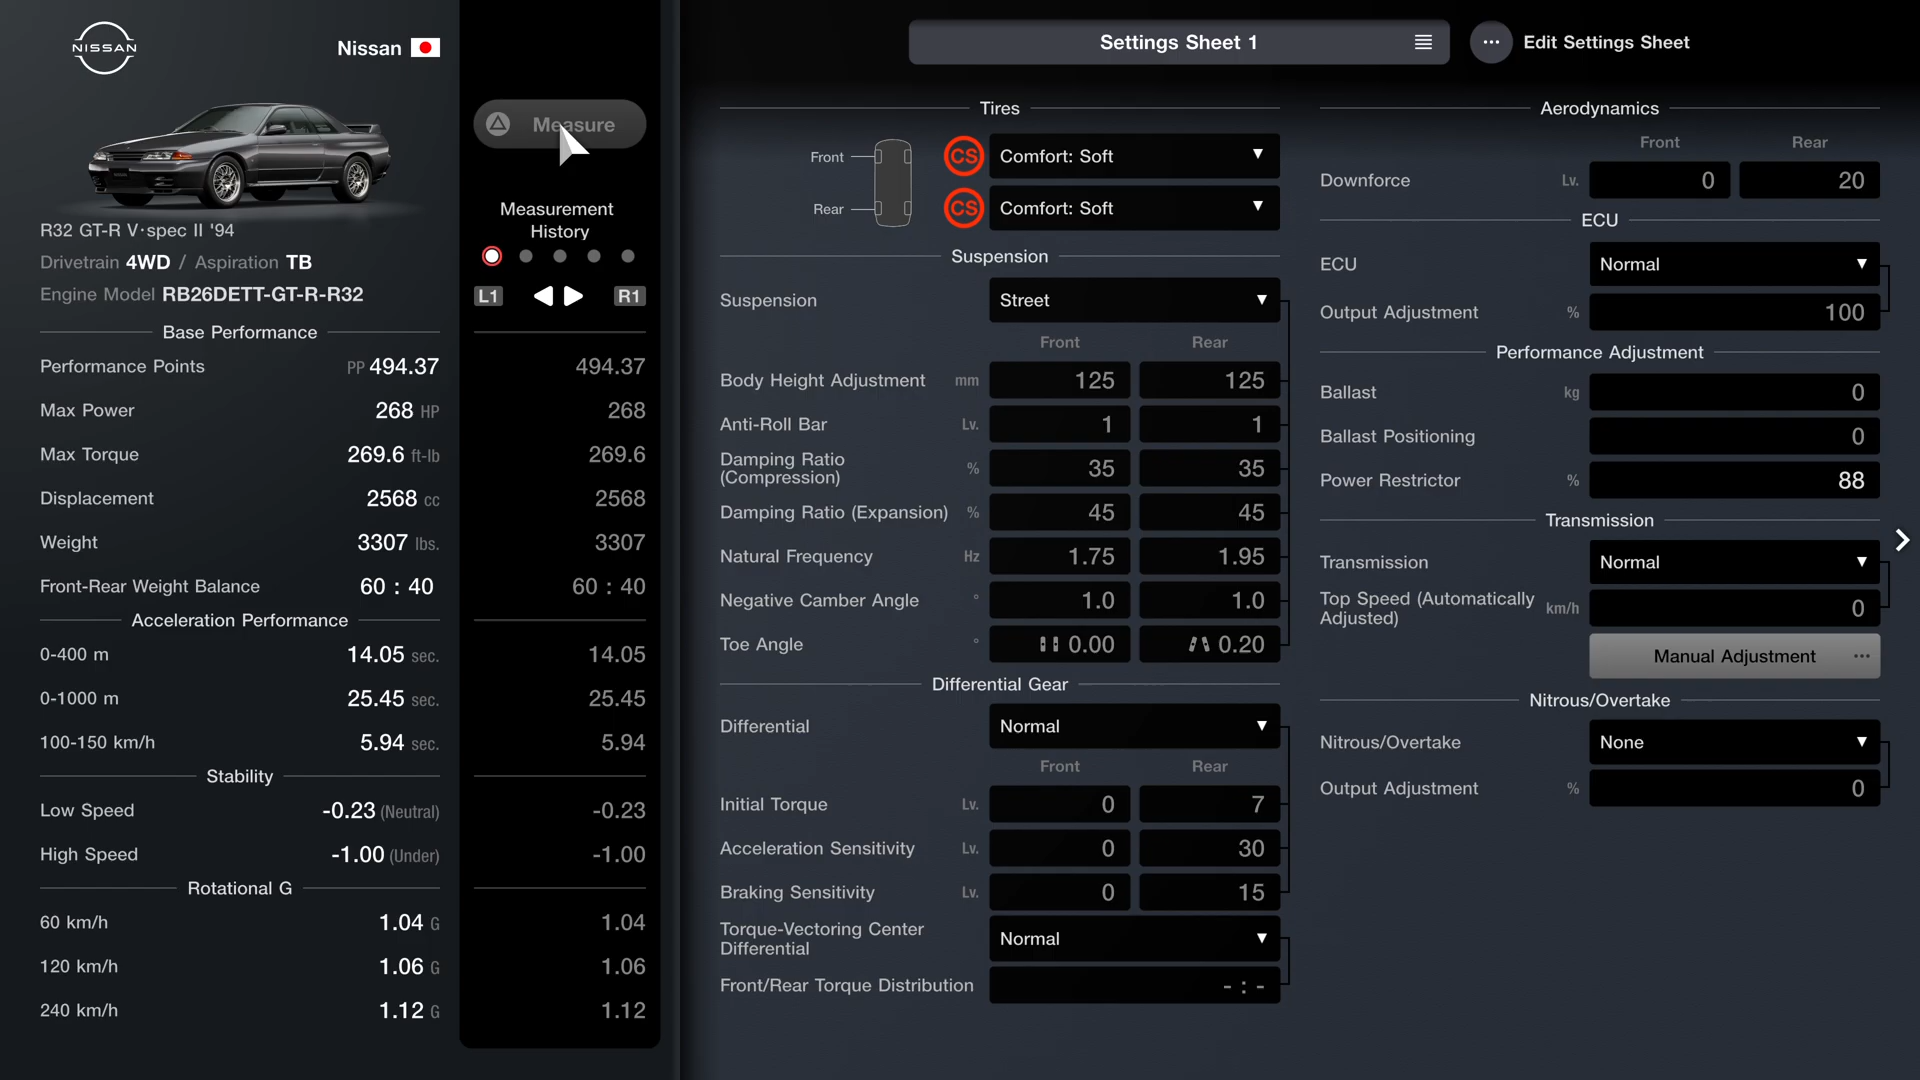 NISSAN
Nissan
R32 GT-R V·spec II '94
Drivetrain 4WD / Aspiration TB
Engine Model RB26DETT-GT-R-R32
Base Performance
Performance Points PP 494.37
Max Power 268 HP
Max Torque 269.6 ft-lb
Displacement 2568 cc
Weight 3307 lbs.
Front-Rear Weight Balance 60 : 40
Acceleration Performance
0-400 m 14.05 sec.
0-1000 m 25.45 sec.
100-150 km/h 5.94 sec.
Stability
Low Speed -0.23 (Neutral)
High Speed -1.00 (Under)
Rotational G
60 km/h 1.04 G
120 km/h 1.06 G
240 km/h 1.12 G
Measure
Measurement
History
L1 R1
494.37
268
269.6
2568
3307
60 : 40
14.05
25.45
5.94
-0.23
-1.00
1.04
1.06
1.12
Settings Sheet 1
Edit Settings Sheet
Tires
Front CS Comfort: Soft
Rear CS Comfort: Soft
Suspension
Suspension Street
Front Rear
Body Height Adjustment mm 125 125
Anti-Roll Bar Lv. 1 1
Damping Ratio
(Compression) % 35 35
Damping Ratio (Expansion) % 45 45
Natural Frequency Hz 1.75 1.95
Negative Camber Angle ° 1.0 1.0
Toe Angle ° 0.00 0.20
Differential Gear
Differential Normal
Front Rear
Initial Torque Lv. 0 7
Acceleration Sensitivity Lv. 0 30
Braking Sensitivity Lv. 0 15
Torque-Vectoring Center
Differential Normal
Front/Rear Torque Distribution - : -
Aerodynamics
Front Rear
Downforce Lv. 0 20
ECU
ECU Normal
Output Adjustment % 100
Performance Adjustment
Ballast kg 0
Ballast Positioning 0
Power Restrictor % 88
Transmission
Transmission Normal
Top Speed (Automatically
Adjusted) km/h 0
Manual Adjustment
Nitrous/Overtake
Nitrous/Overtake None
Output Adjustment % 0